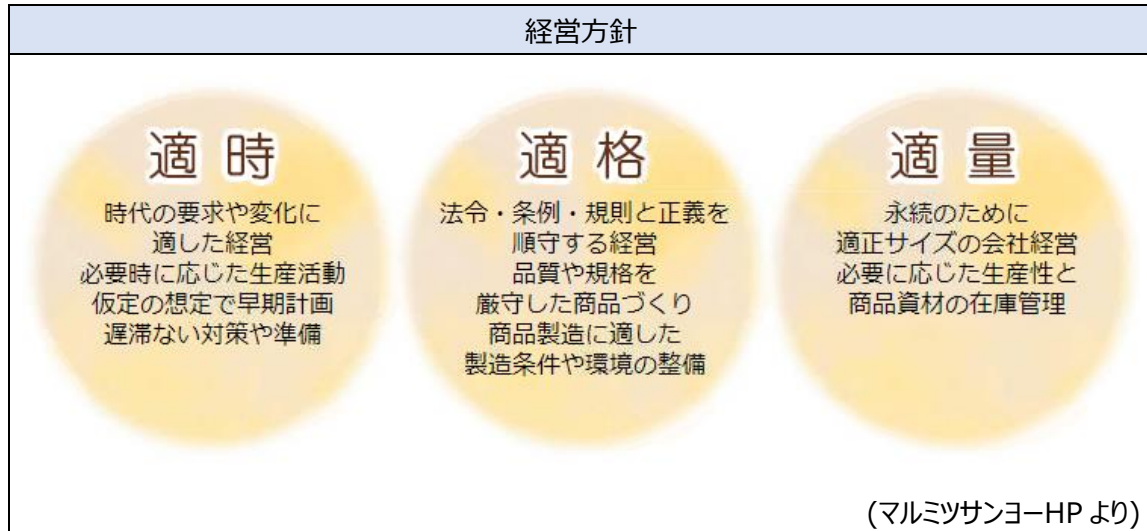 経営方針
適時
時代の要求や変化に
適した経営
必要時に応じた生産活動
仮定の想定で早期計画
遅滞ない対策や準備
適格
法令・条例・規則と正義を
順守する経営
品質や規格を
厳守した商品づくり
商品製造に適した
製造条件や環境の整備
適量
永続のために
適正サイズの会社経営
必要に応じた生産性と
商品資材の在庫管理
(マルミツサンヨーHP より)